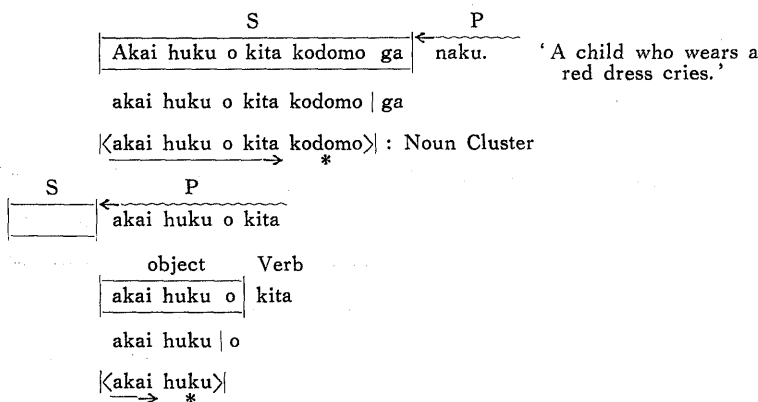 S P
Akai huku o kita kodomo ga naku. 'A child who wears a
red dress cries.'
akai huku o kita kodomo | ga
|<akai huku o kita kodomo>| : Noun Cluster
*
S P
akai huku o kita
object Verb
akai huku o kita
akai huku | o
|<akai huku>|
*